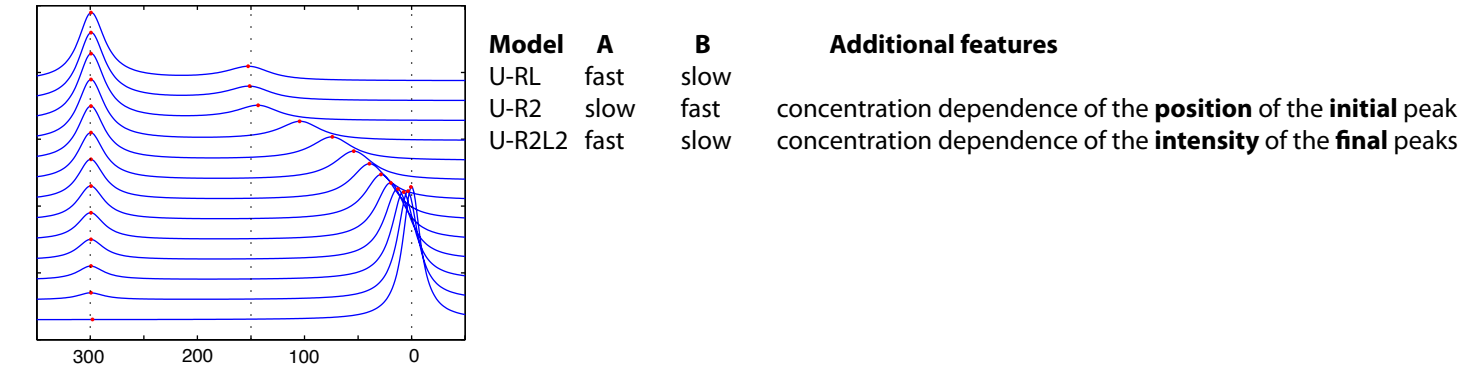 Model A B Additional features
U-RL fast slow
U-R2 slow fast concentration dependence of the position of the initial peak
U-R2L2 fast slow concentration dependence of the intensity of the final peaks
300 200 100 0